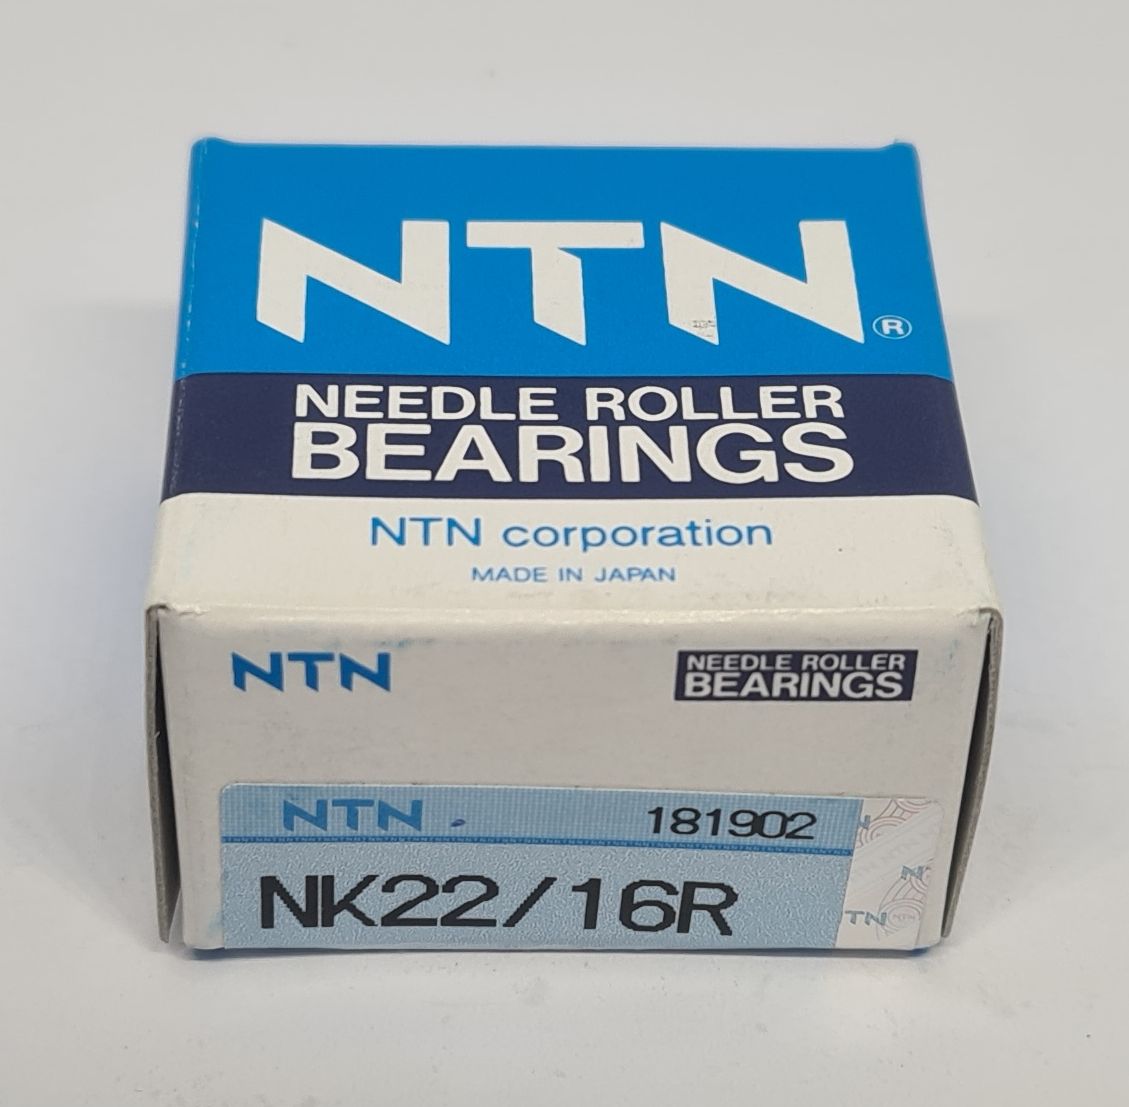 NTN®
NEEDLE ROLLER
BEARINGS
NTN corporation
MADE IN JAPAN
NTN
NEEDLE ROLLER
BEARINGS
NTN
181902
NK22/16R